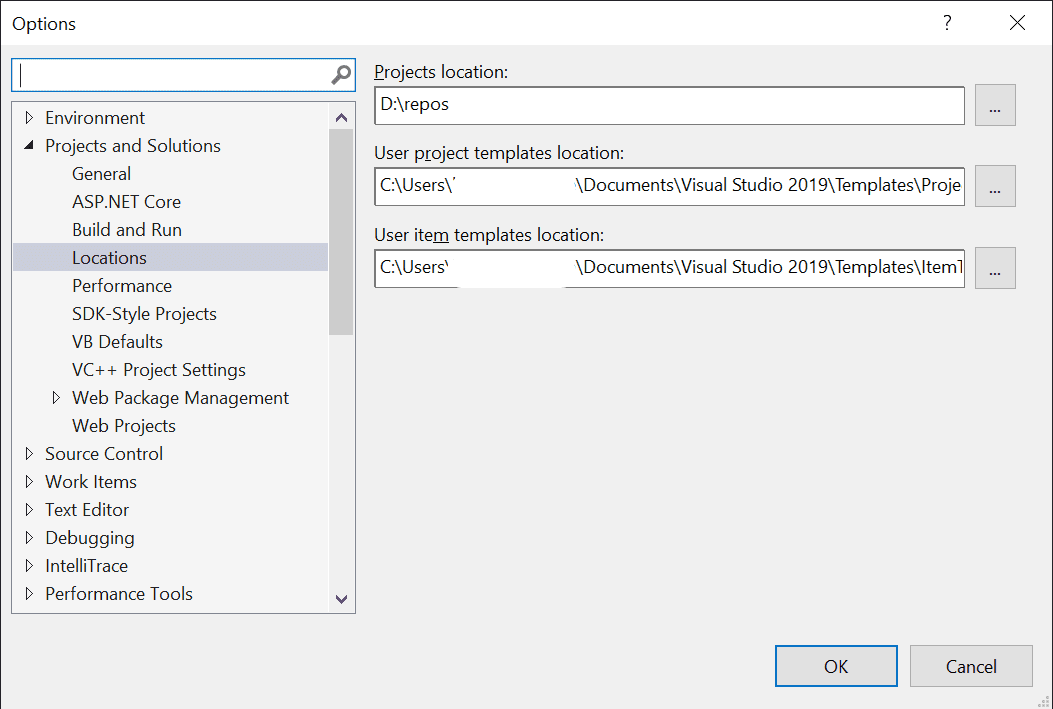 Options
Projects location:
D:\repos
...
User project templates location:
C:\Users\ \Documents\Visual Studio 2019\Templates\Proje
...
User item templates location:
C:\Users\ \Documents\Visual Studio 2019\Templates\ItemT
...
Environment
Projects and Solutions
General
ASP.NET Core
Build and Run
Locations
Performance
SDK-Style Projects
VB Defaults
VC++ Project Settings
Web Package Management
Web Projects
Source Control
Work Items
Text Editor
Debugging
IntelliTrace
Performance Tools
OK
Cancel